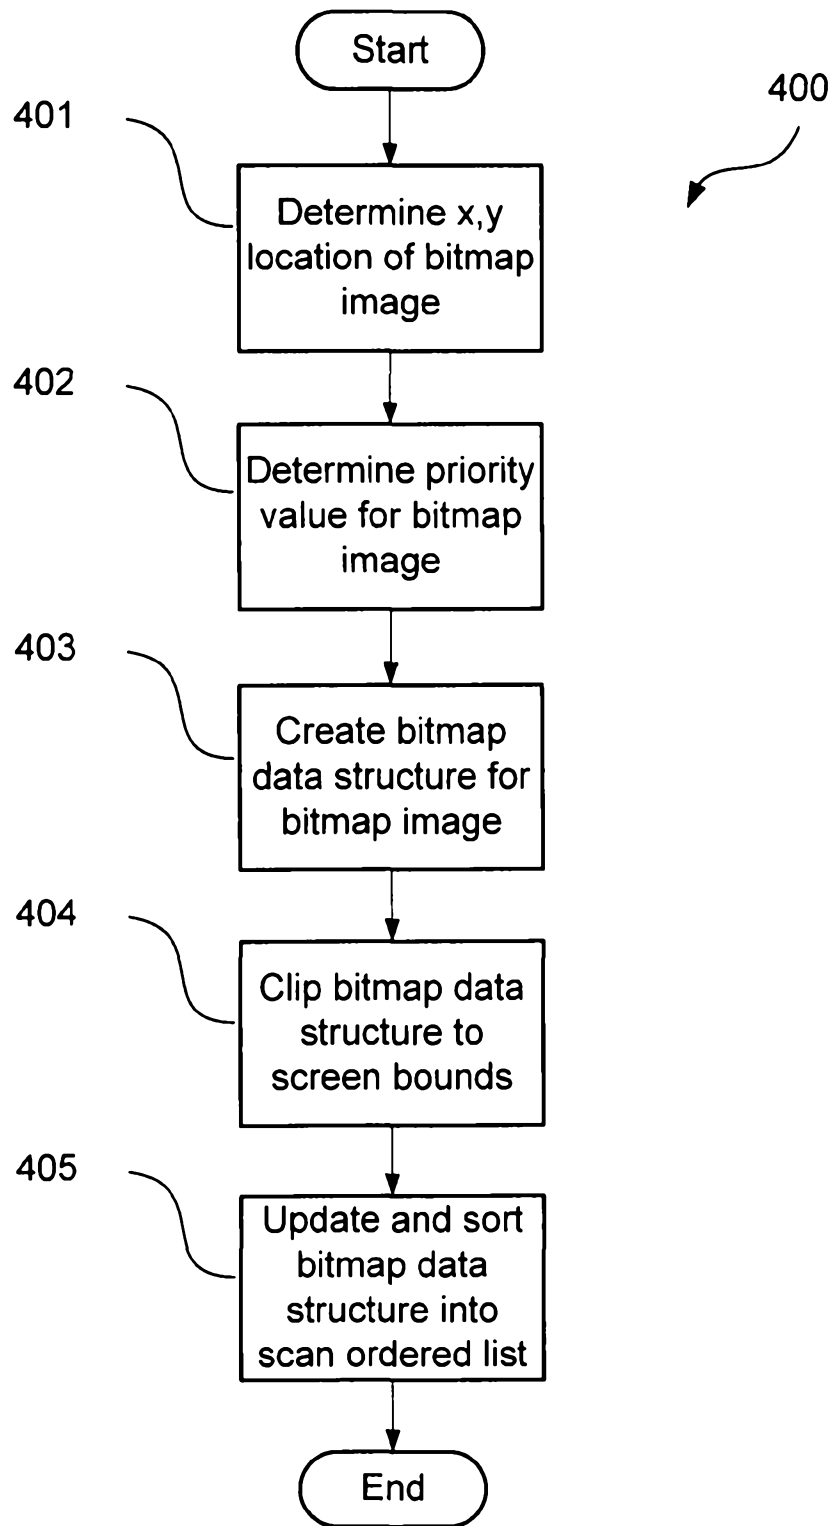 Start
400
401
Determine x,y
location of bitmap
image
402
Determine priority
value for bitmap
image
403
Create bitmap
data structure for
bitmap image
404
Clip bitmap data
structure to
screen bounds
405
Update and sort
bitmap data
structure into
scan ordered list
End